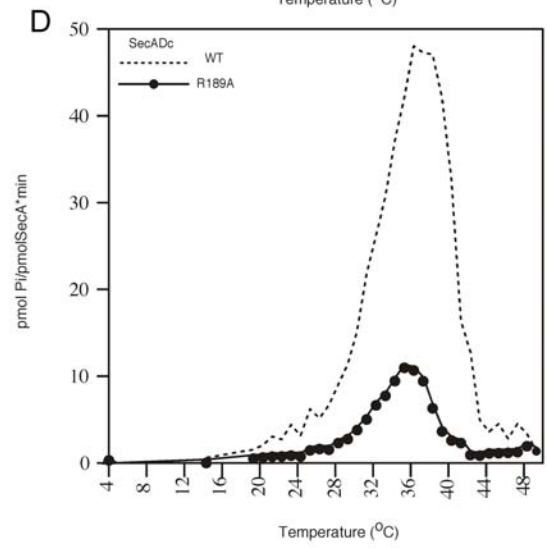 Temperature (°C)
D
SecADc
WT
R189A
pmol Pi/pmolSecA*min
50
40
30
20
10
0
4 8 12 16 20 24 28 32 36 40 44 48
Temperature (°C)